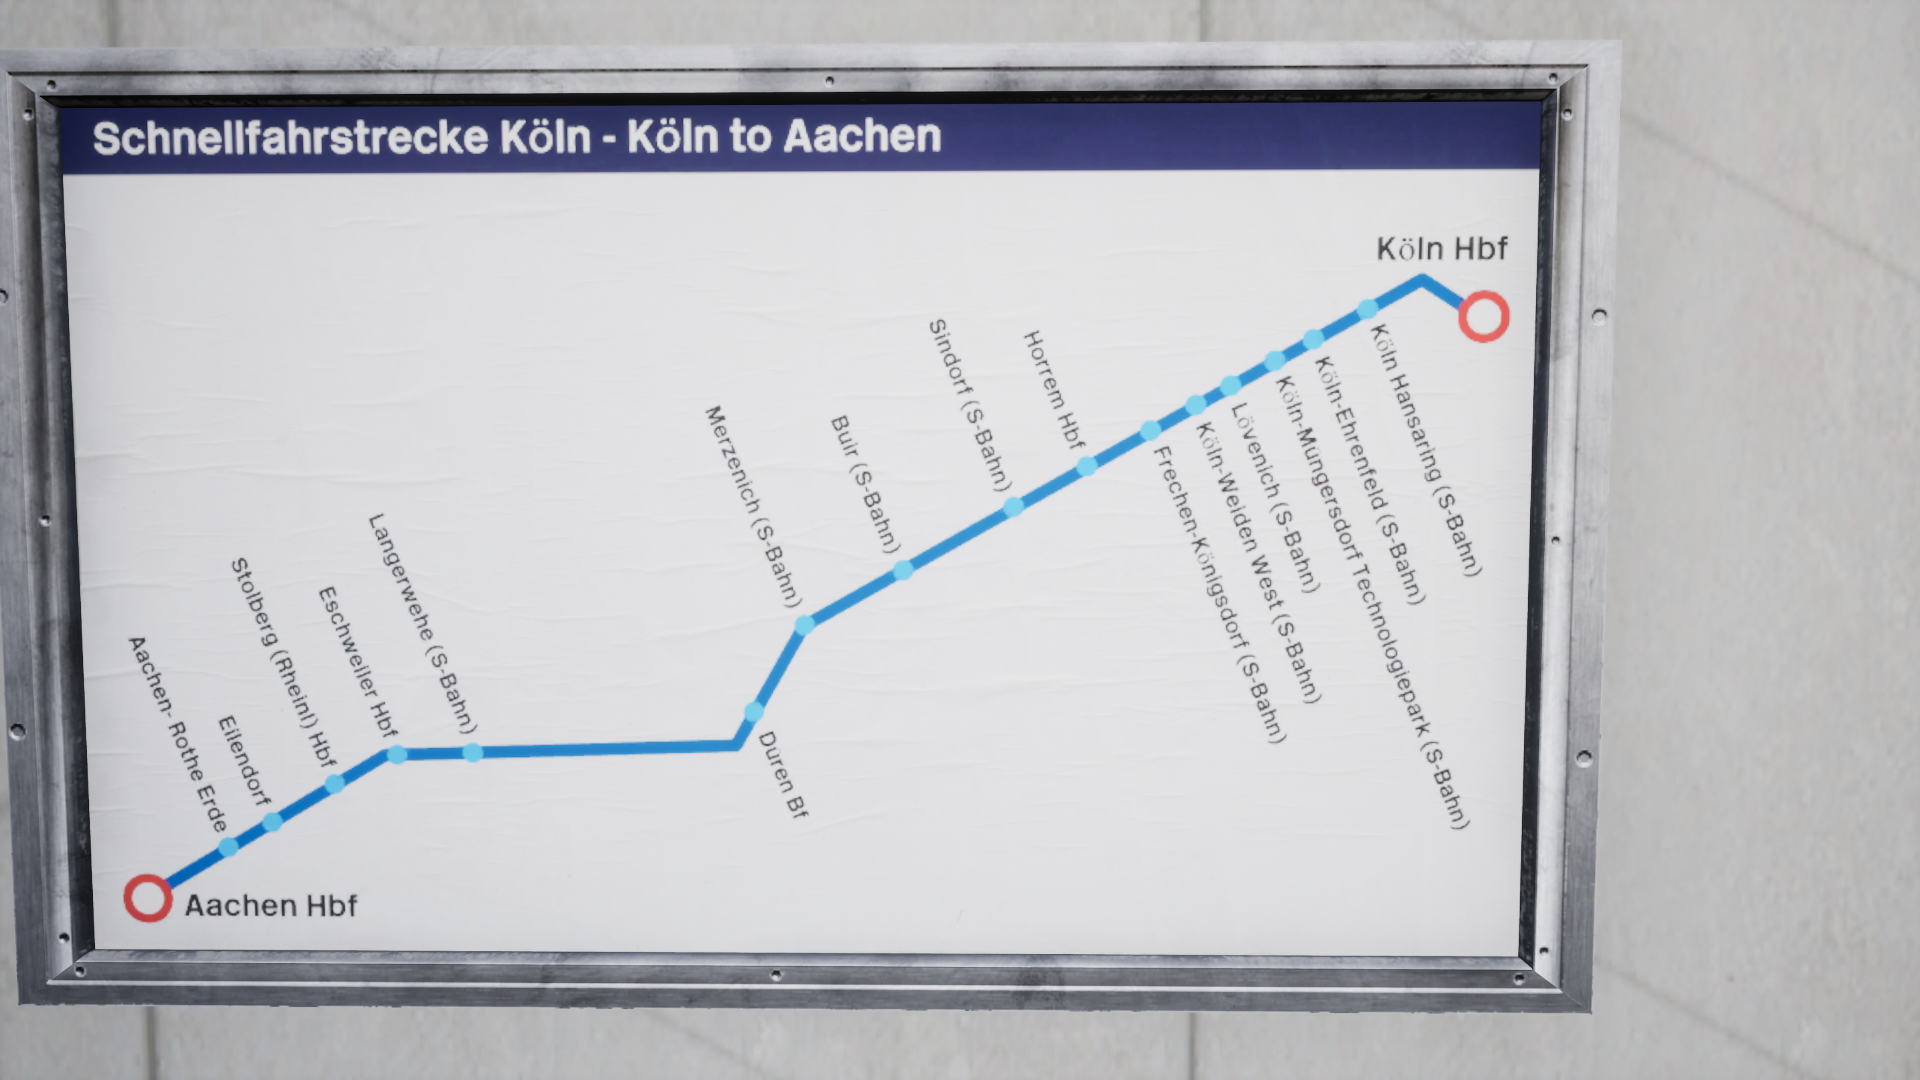 Schnellfahrstrecke Köln - Köln to Aachen
Köln Hbf
Köln Hansaring (S-Bahn)
Köln-Ehrenfeld (S-Bahn)
Köln-Müngersdorf Technologiepark (S-Bahn)
Lövenich (S-Bahn)
Köln-Weiden West (S-Bahn)
Frechen-Königsdorf (S-Bahn)
Horrem Hbf
Sindorf (S-Bahn)
Buir (S-Bahn)
Merzenich (S-Bahn)
Düren Bf
Langerwehe (S-Bahn)
Eschweiler Hbf
Stolberg (Rheinl) Hbf
Eilendorf
Aachen- Rothe Erde
Aachen Hbf